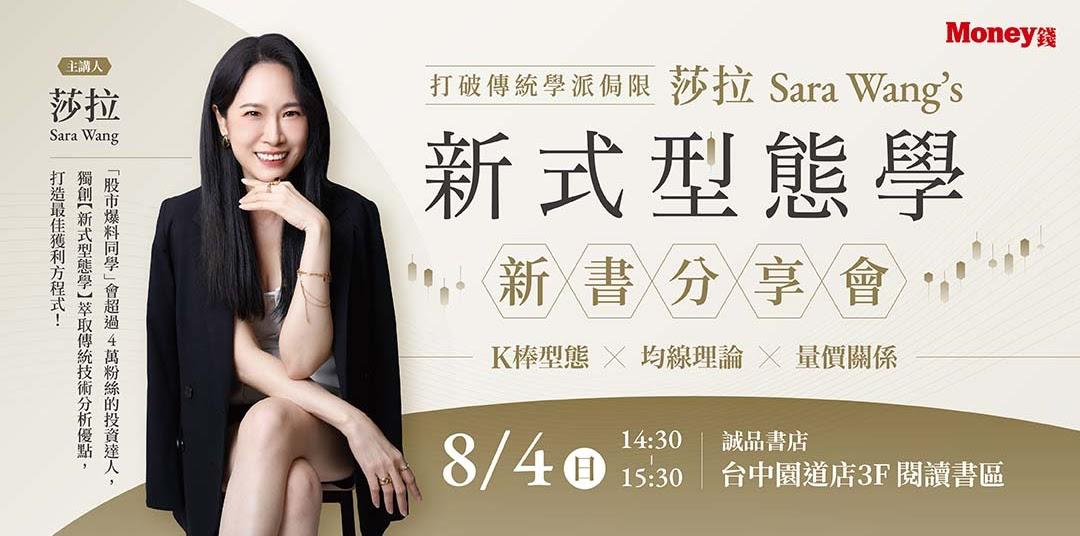 Money錢
主講人
莎拉
Sara Wang
「股市爆料同學」會超過 4 萬粉絲的投資達人，
獨創【新式型態學】萃取傳統技術分析優點，
打造最佳獲利方程式！
打破傳統學派侷限 莎拉 Sara Wang's
新式型態學
新書分享會
K棒型態 × 均線理論 × 量價關係
8/4 日 14:30 - 15:30
誠品書店
台中園道店3F 閱讀書區